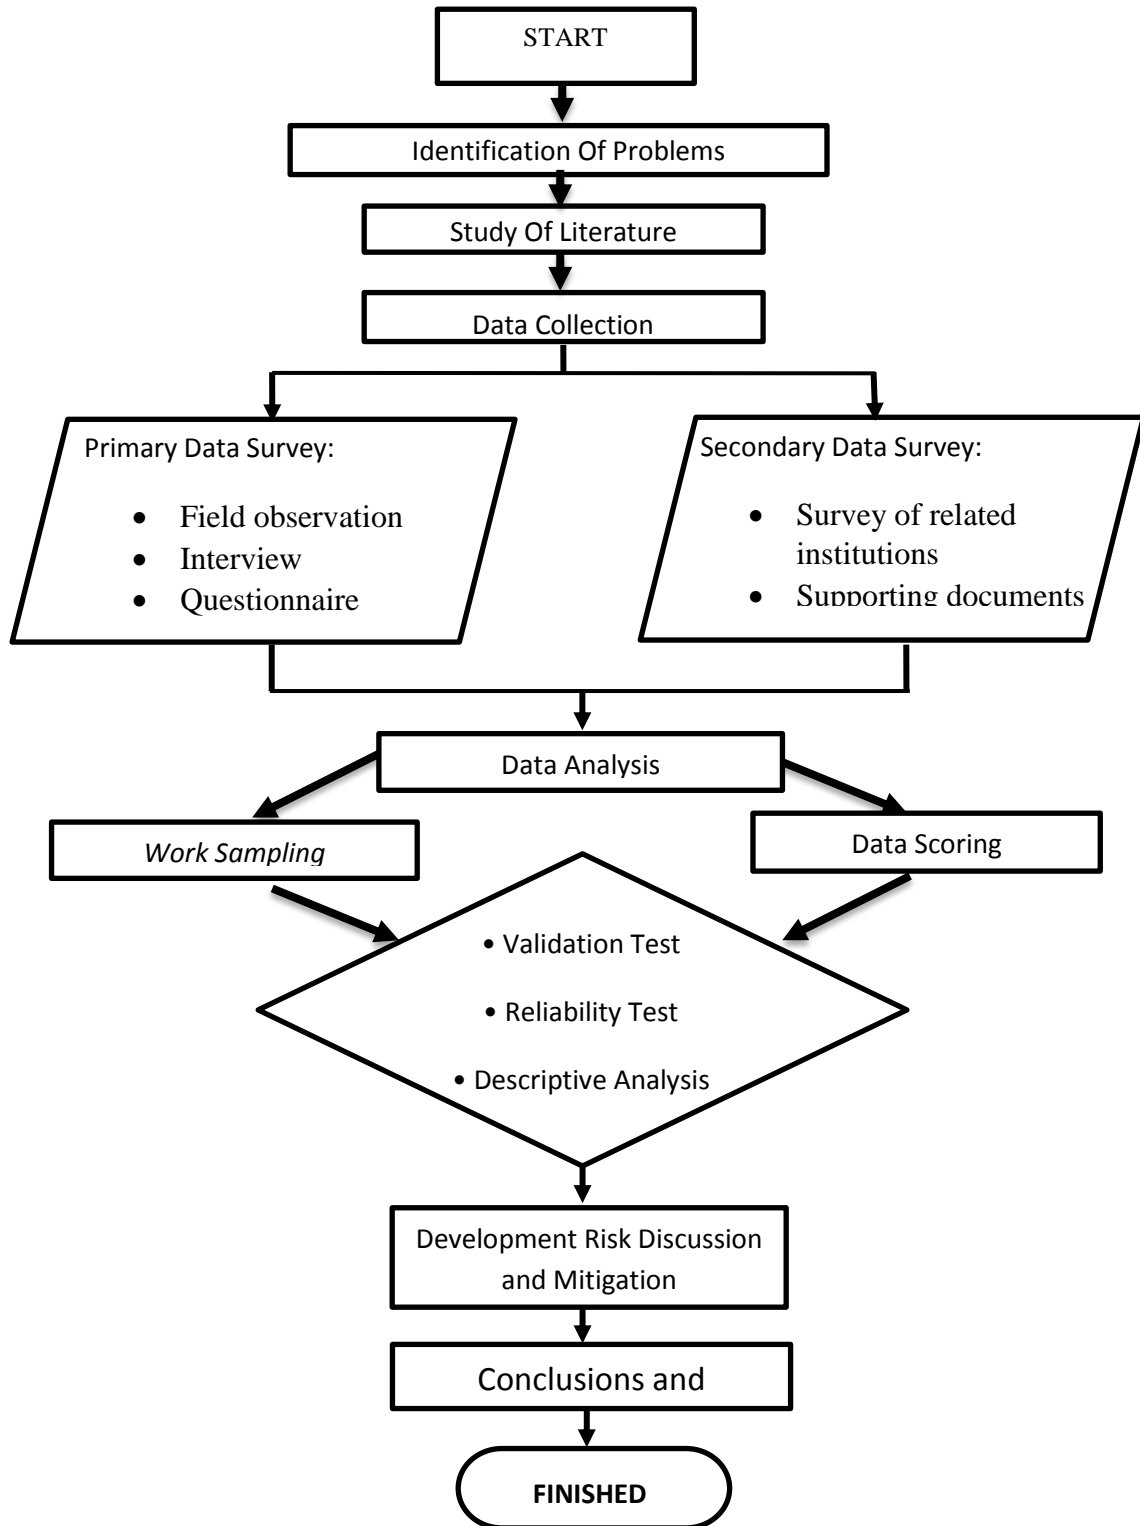 START
Identification Of Problems
Study Of Literature
Data Collection
Primary Data Survey:
• Field observation
• Interview
• Questionnaire
Secondary Data Survey:
• Survey of related
institutions
• Supporting documents
Data Analysis
Work Sampling
Data Scoring
• Validation Test
• Reliability Test
• Descriptive Analysis
Development Risk Discussion
and Mitigation
Conclusions and
FINISHED